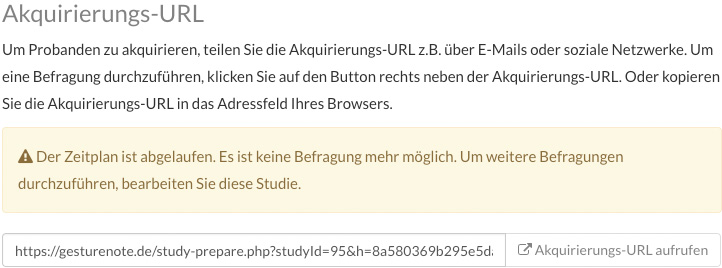 Akquirierungs-URL
Um Probanden zu akquirieren, teilen Sie die Akquirierungs-URL z.B. über E-Mails oder soziale Netzwerke. Um
eine Befragung durchzuführen, klicken Sie auf den Button rechts neben der Akquirierungs-URL. Oder kopieren
Sie die Akquirierungs-URL in das Adressfeld Ihres Browsers.
Der Zeitplan ist abgelaufen. Es ist keine Befragung mehr möglich. Um weitere Befragungen
durchzuführen, bearbeiten Sie diese Studie.
https://gesturenote.de/study-prepare.php?studyId=95&h=8a580369b295e5d Akquirierungs-URL aufrufen